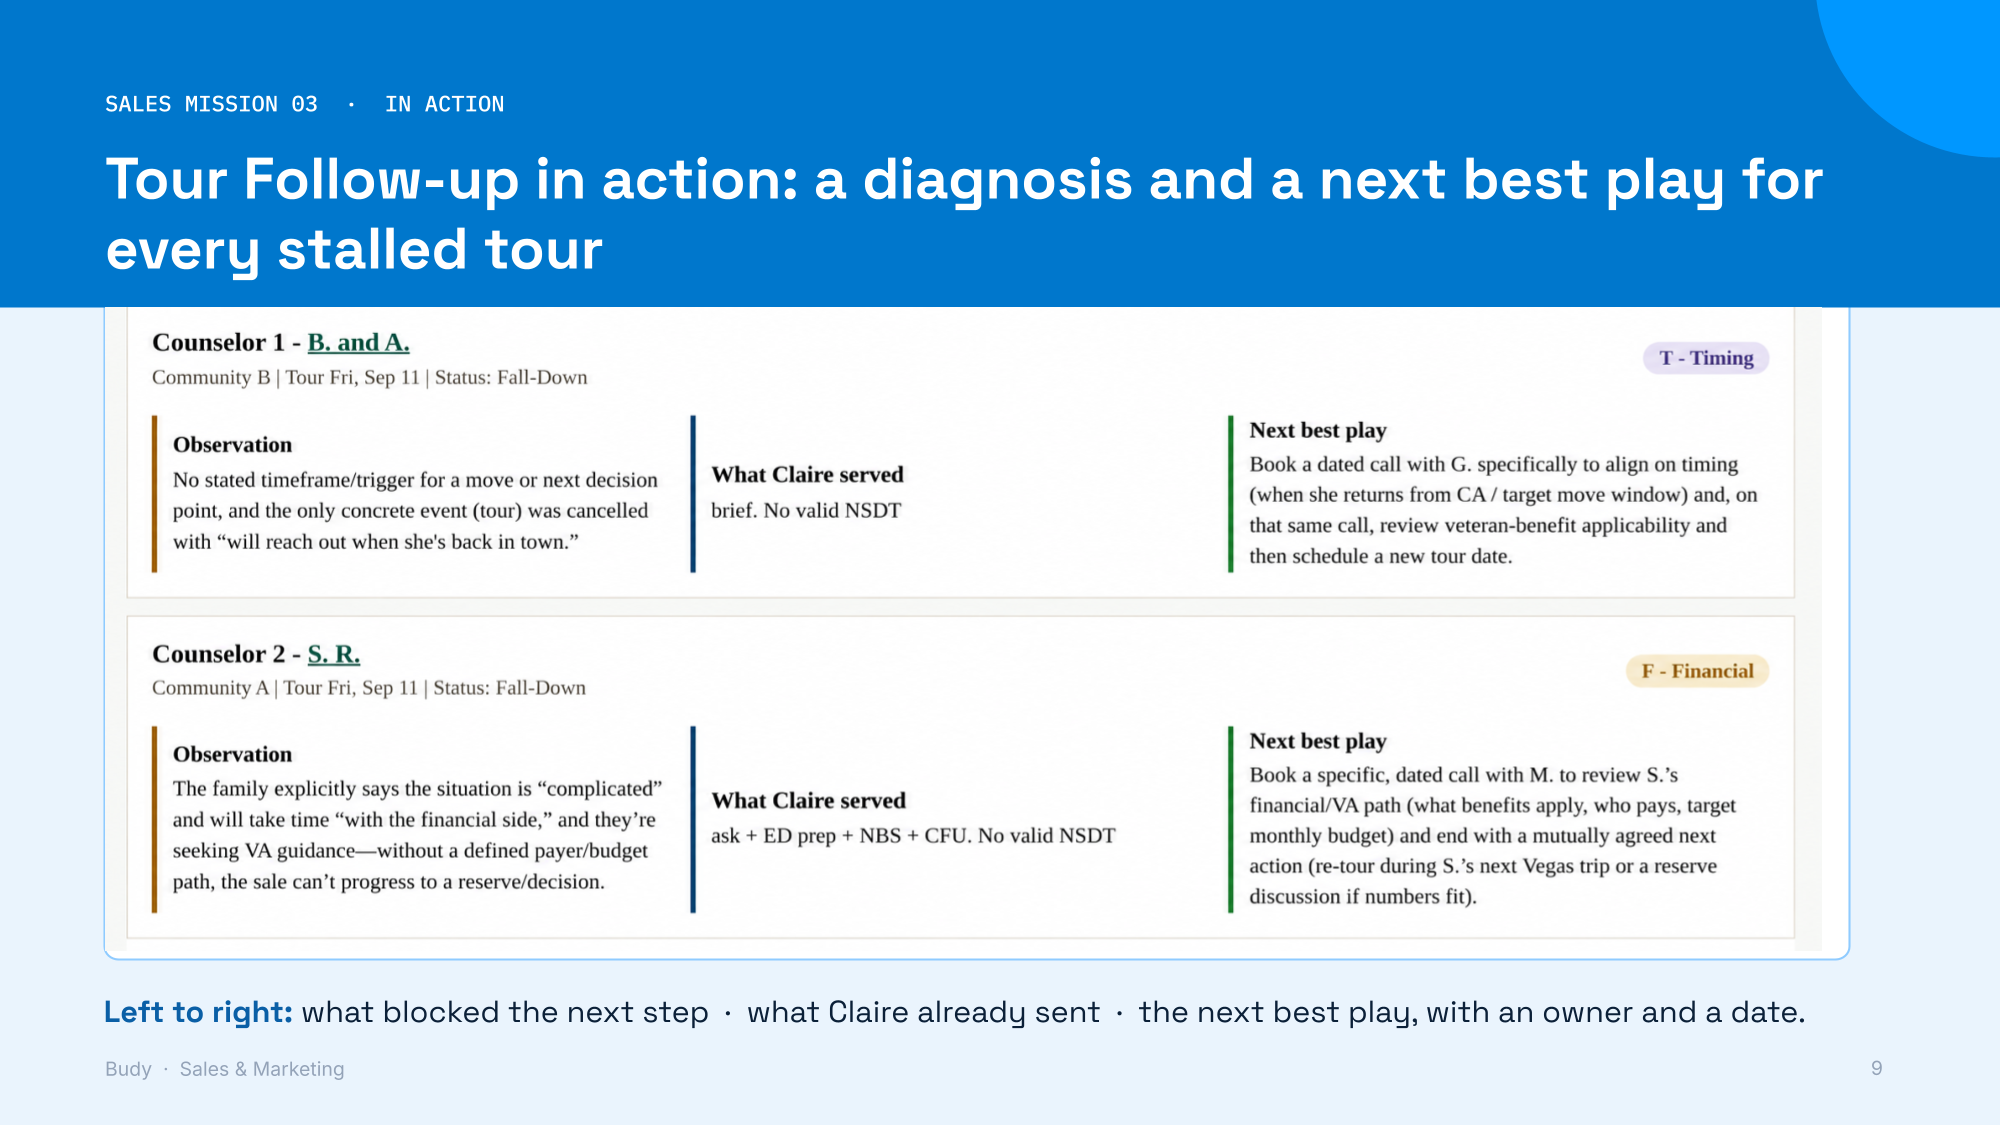 SALES MISSION 03 · IN ACTION
Tour Follow-up in action: a diagnosis and a next best play for
every stalled tour
Counselor 1 - B. and A.
T - Timing
Community B | Tour Fri, Sep 11 | Status: Fall-Down
Observation
No stated timeframe/trigger for a move or next decision
point, and the only concrete event (tour) was cancelled
with “will reach out when she's back in town.”
What Claire served
brief. No valid NSDT
Next best play
Book a dated call with G. specifically to align on timing
(when she returns from CA / target move window) and, on
that same call, review veteran-benefit applicability and
then schedule a new tour date.
Counselor 2 - S. R.
F - Financial
Community A | Tour Fri, Sep 11 | Status: Fall-Down
Observation
The family explicitly says the situation is “complicated”
and will take time “with the financial side,” and they’re
seeking VA guidance—without a defined payer/budget
path, the sale can’t progress to a reserve/decision.
What Claire served
ask + ED prep + NBS + CFU. No valid NSDT
Next best play
Book a specific, dated call with M. to review S.’s
financial/VA path (what benefits apply, who pays, target
monthly budget) and end with a mutually agreed next
action (re-tour during S.’s next Vegas trip or a reserve
discussion if numbers fit).
Left to right: what blocked the next step · what Claire already sent · the next best play, with an owner and a date.
Budy · Sales & Marketing
9